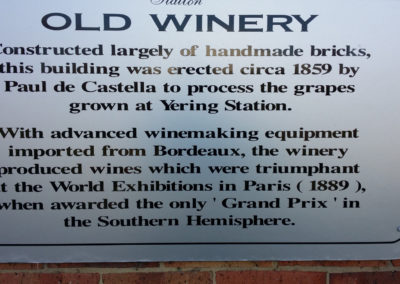 Station
OLD WINERY
Constructed largely of handmade bricks,
this building was erected circa 1859 by
Paul de Castella to process the grapes
grown at Yering Station.
With advanced winemaking equipment
imported from Bordeaux, the winery
produced wines which were triumphant
at the World Exhibitions in Paris ( 1889 ),
when awarded the only ' Grand Prix ' in
the Southern Hemisphere.